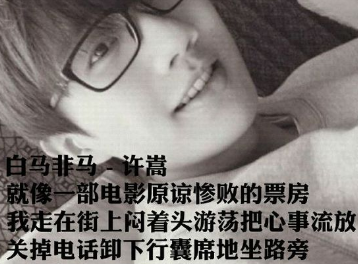 白马非马 - 许嵩
就像一部电影原谅惨败的票房
我走在街上闷着头游荡把心事流放
关掉电话卸下行囊席地坐路旁